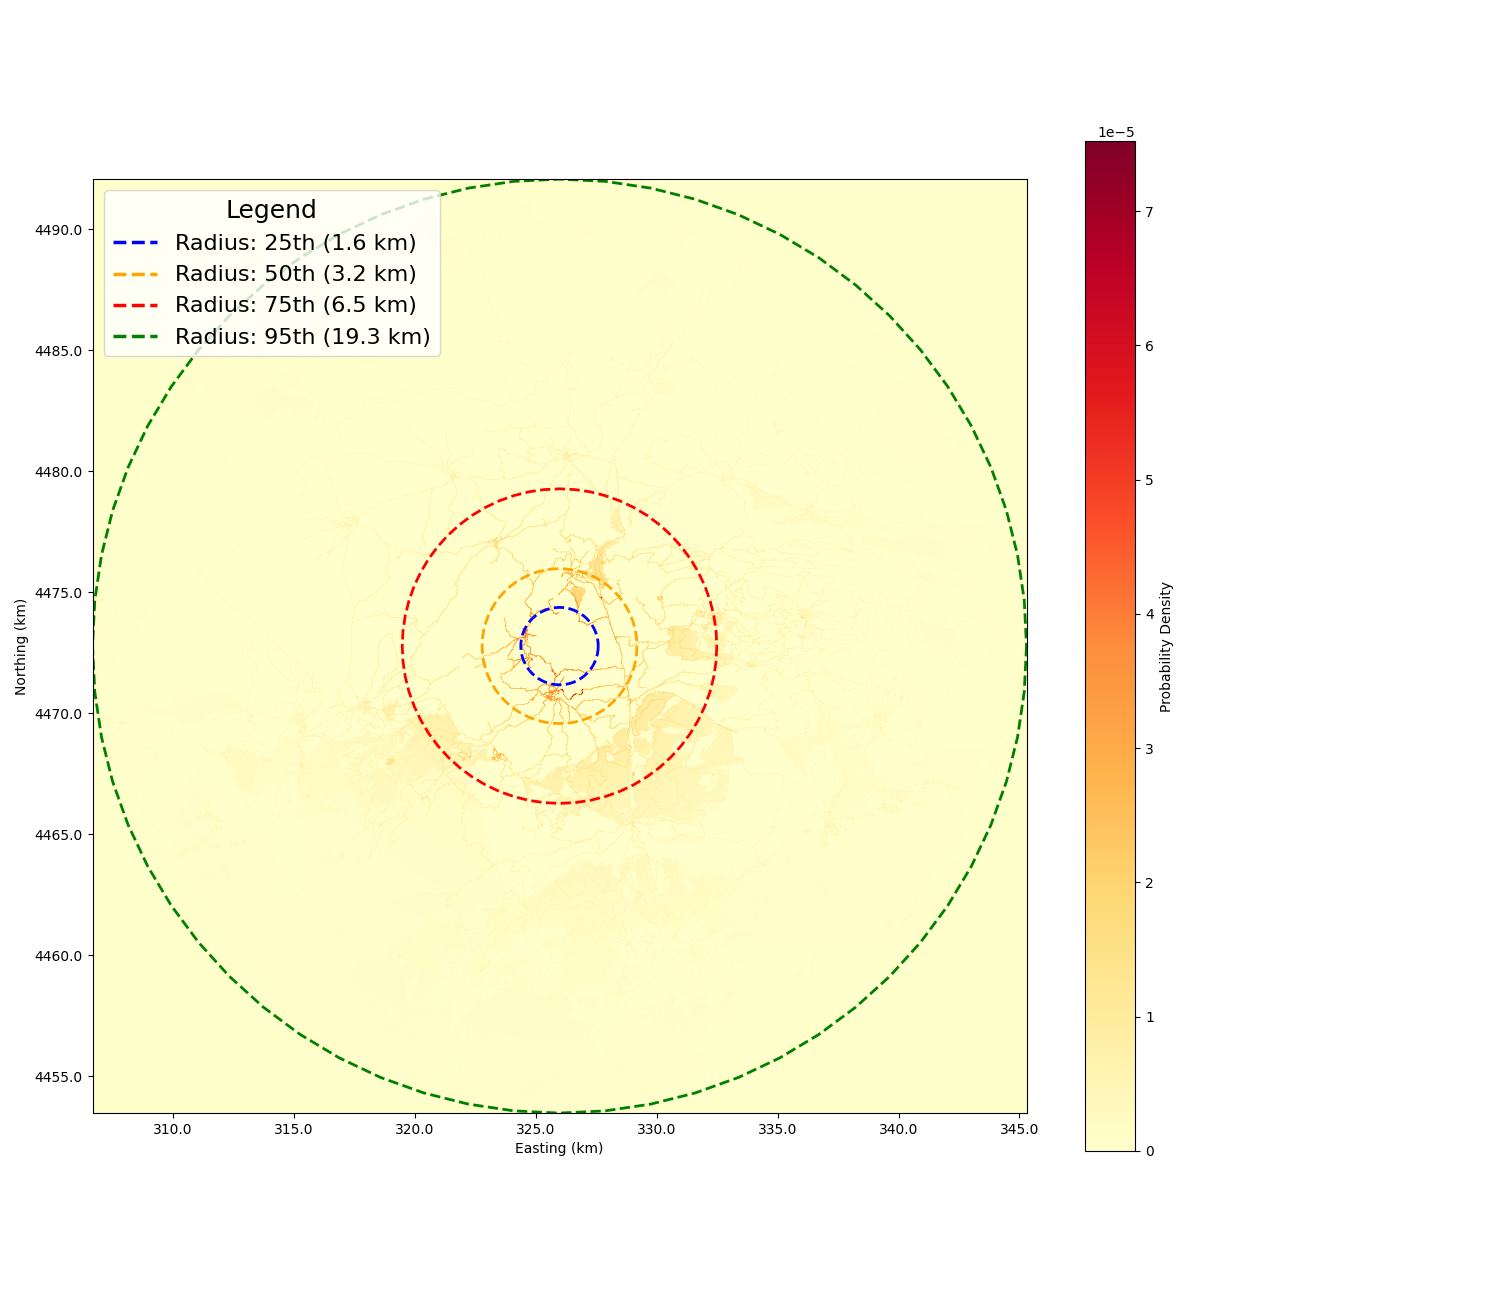 1e−5
Legend
Radius: 25th (1.6 km)
Radius: 50th (3.2 km)
Radius: 75th (6.5 km)
Radius: 95th (19.3 km)
4490.0
4485.0
4480.0
4475.0
4470.0
4465.0
4460.0
4455.0
Northing (km)
310.0
315.0
320.0
325.0
330.0
335.0
340.0
345.0
Easting (km)
7
6
5
4
3
2
1
0
Probability Density